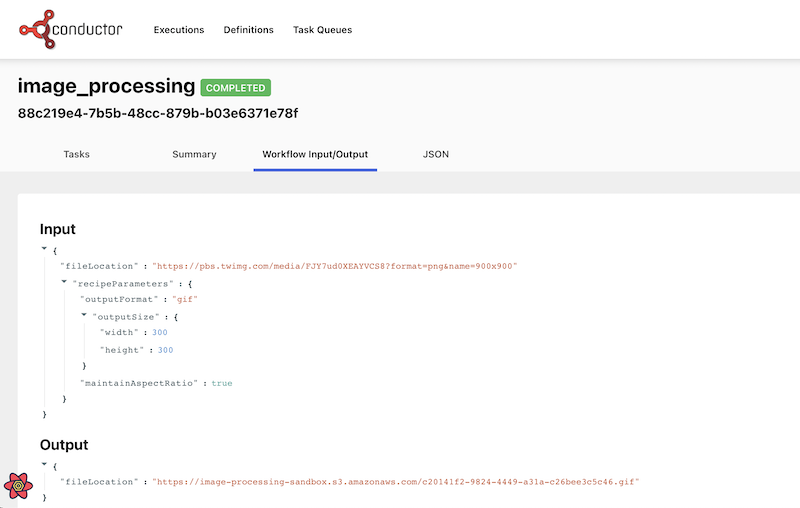 conductor Executions Definitions Task Queues
image_processing COMPLETED
88c219e4-7b5b-48cc-879b-b03e6371e78f
Tasks Summary Workflow Input/Output JSON
Input
{
"fileLocation" : "https://pbs.twimg.com/media/FJY7ud0XEAYVCS8?format=png&name=900x900"
"recipeParameters" : {
"outputFormat" : "gif"
"outputSize" : {
"width" : 300
"height" : 300
}
"maintainAspectRatio" : true
}
}
Output
{
"fileLocation" : "https://image-processing-sandbox.s3.amazonaws.com/c20141f2-9824-4449-a31a-c26bee3c5c46.gif"
}